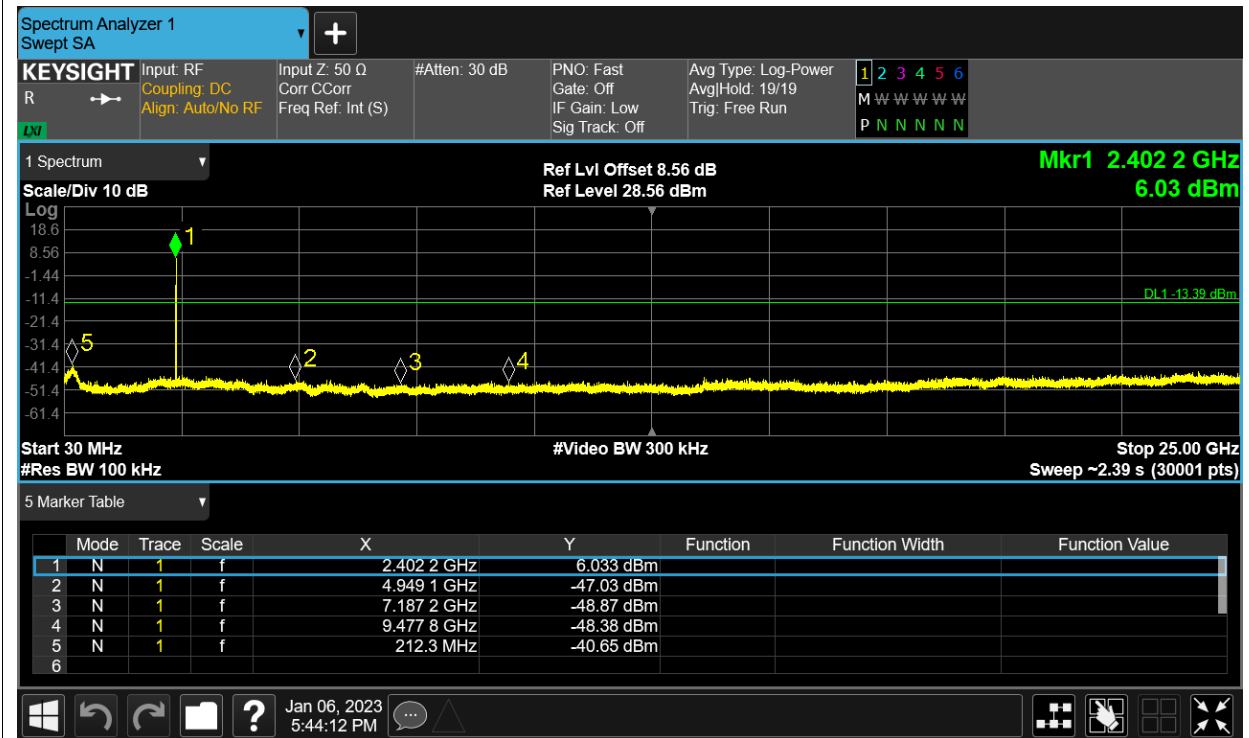 Spectrum Analyzer 1
Swept SA
KEYSIGHT
R
LXI
Input: RF
Coupling: DC
Align: Auto/No RF
Input Z: 50 Ω
Corr CCorr
Freq Ref: Int (S)
#Atten: 30 dB
PNO: Fast
Gate: Off
IF Gain: Low
Sig Track: Off
Avg Type: Log-Power
Avg|Hold: 19/19
Trig: Free Run
1 2 3 4 5 6
M W W W W W
P N N N N N
1 Spectrum
Scale/Div 10 dB
Ref Lvl Offset 8.56 dB
Ref Level 28.56 dBm
Mkr1 2.402 2 GHz
6.03 dBm
Log
18.6
8.56
-1.44
-11.4
-21.4
-31.4
-41.4
-51.4
-61.4
1
DL1 -13.39 dBm
5
2
3
4
Start 30 MHz
#Video BW 300 kHz
Stop 25.00 GHz
#Res BW 100 kHz
Sweep ~2.39 s (30001 pts)
5 Marker Table
Mode Trace Scale X Y Function Function Width Function Value
1 N 1 f 2.402 2 GHz 6.033 dBm
2 N 1 f 4.949 1 GHz -47.03 dBm
3 N 1 f 7.187 2 GHz -48.87 dBm
4 N 1 f 9.477 8 GHz -48.38 dBm
5 N 1 f 212.3 MHz -40.65 dBm
6
?
Jan 06, 2023
5:44:12 PM